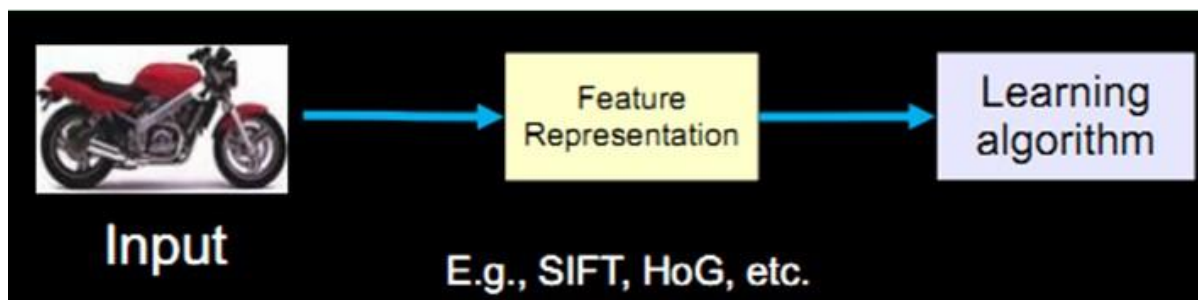 Input
Feature
Representation
E.g., SIFT, HoG, etc.
Learning
algorithm